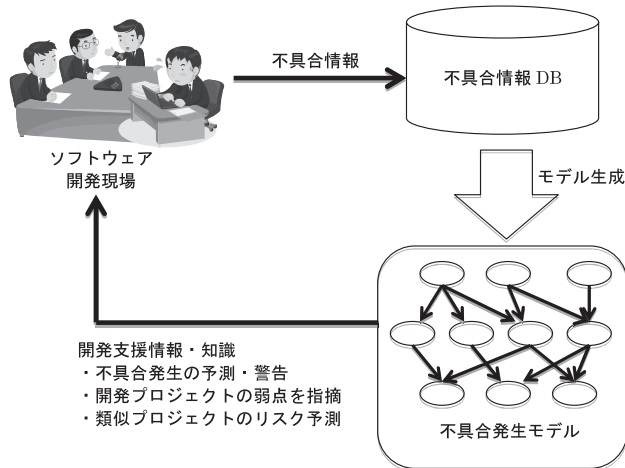 不具合情報
不具合情報 DB
ソフトウェア
開発現場
モデル生成
開発支援情報・知識
・不具合発生の予測・警告
・開発プロジェクトの弱点を指摘
・類似プロジェクトのリスク予測
不具合発生モデル